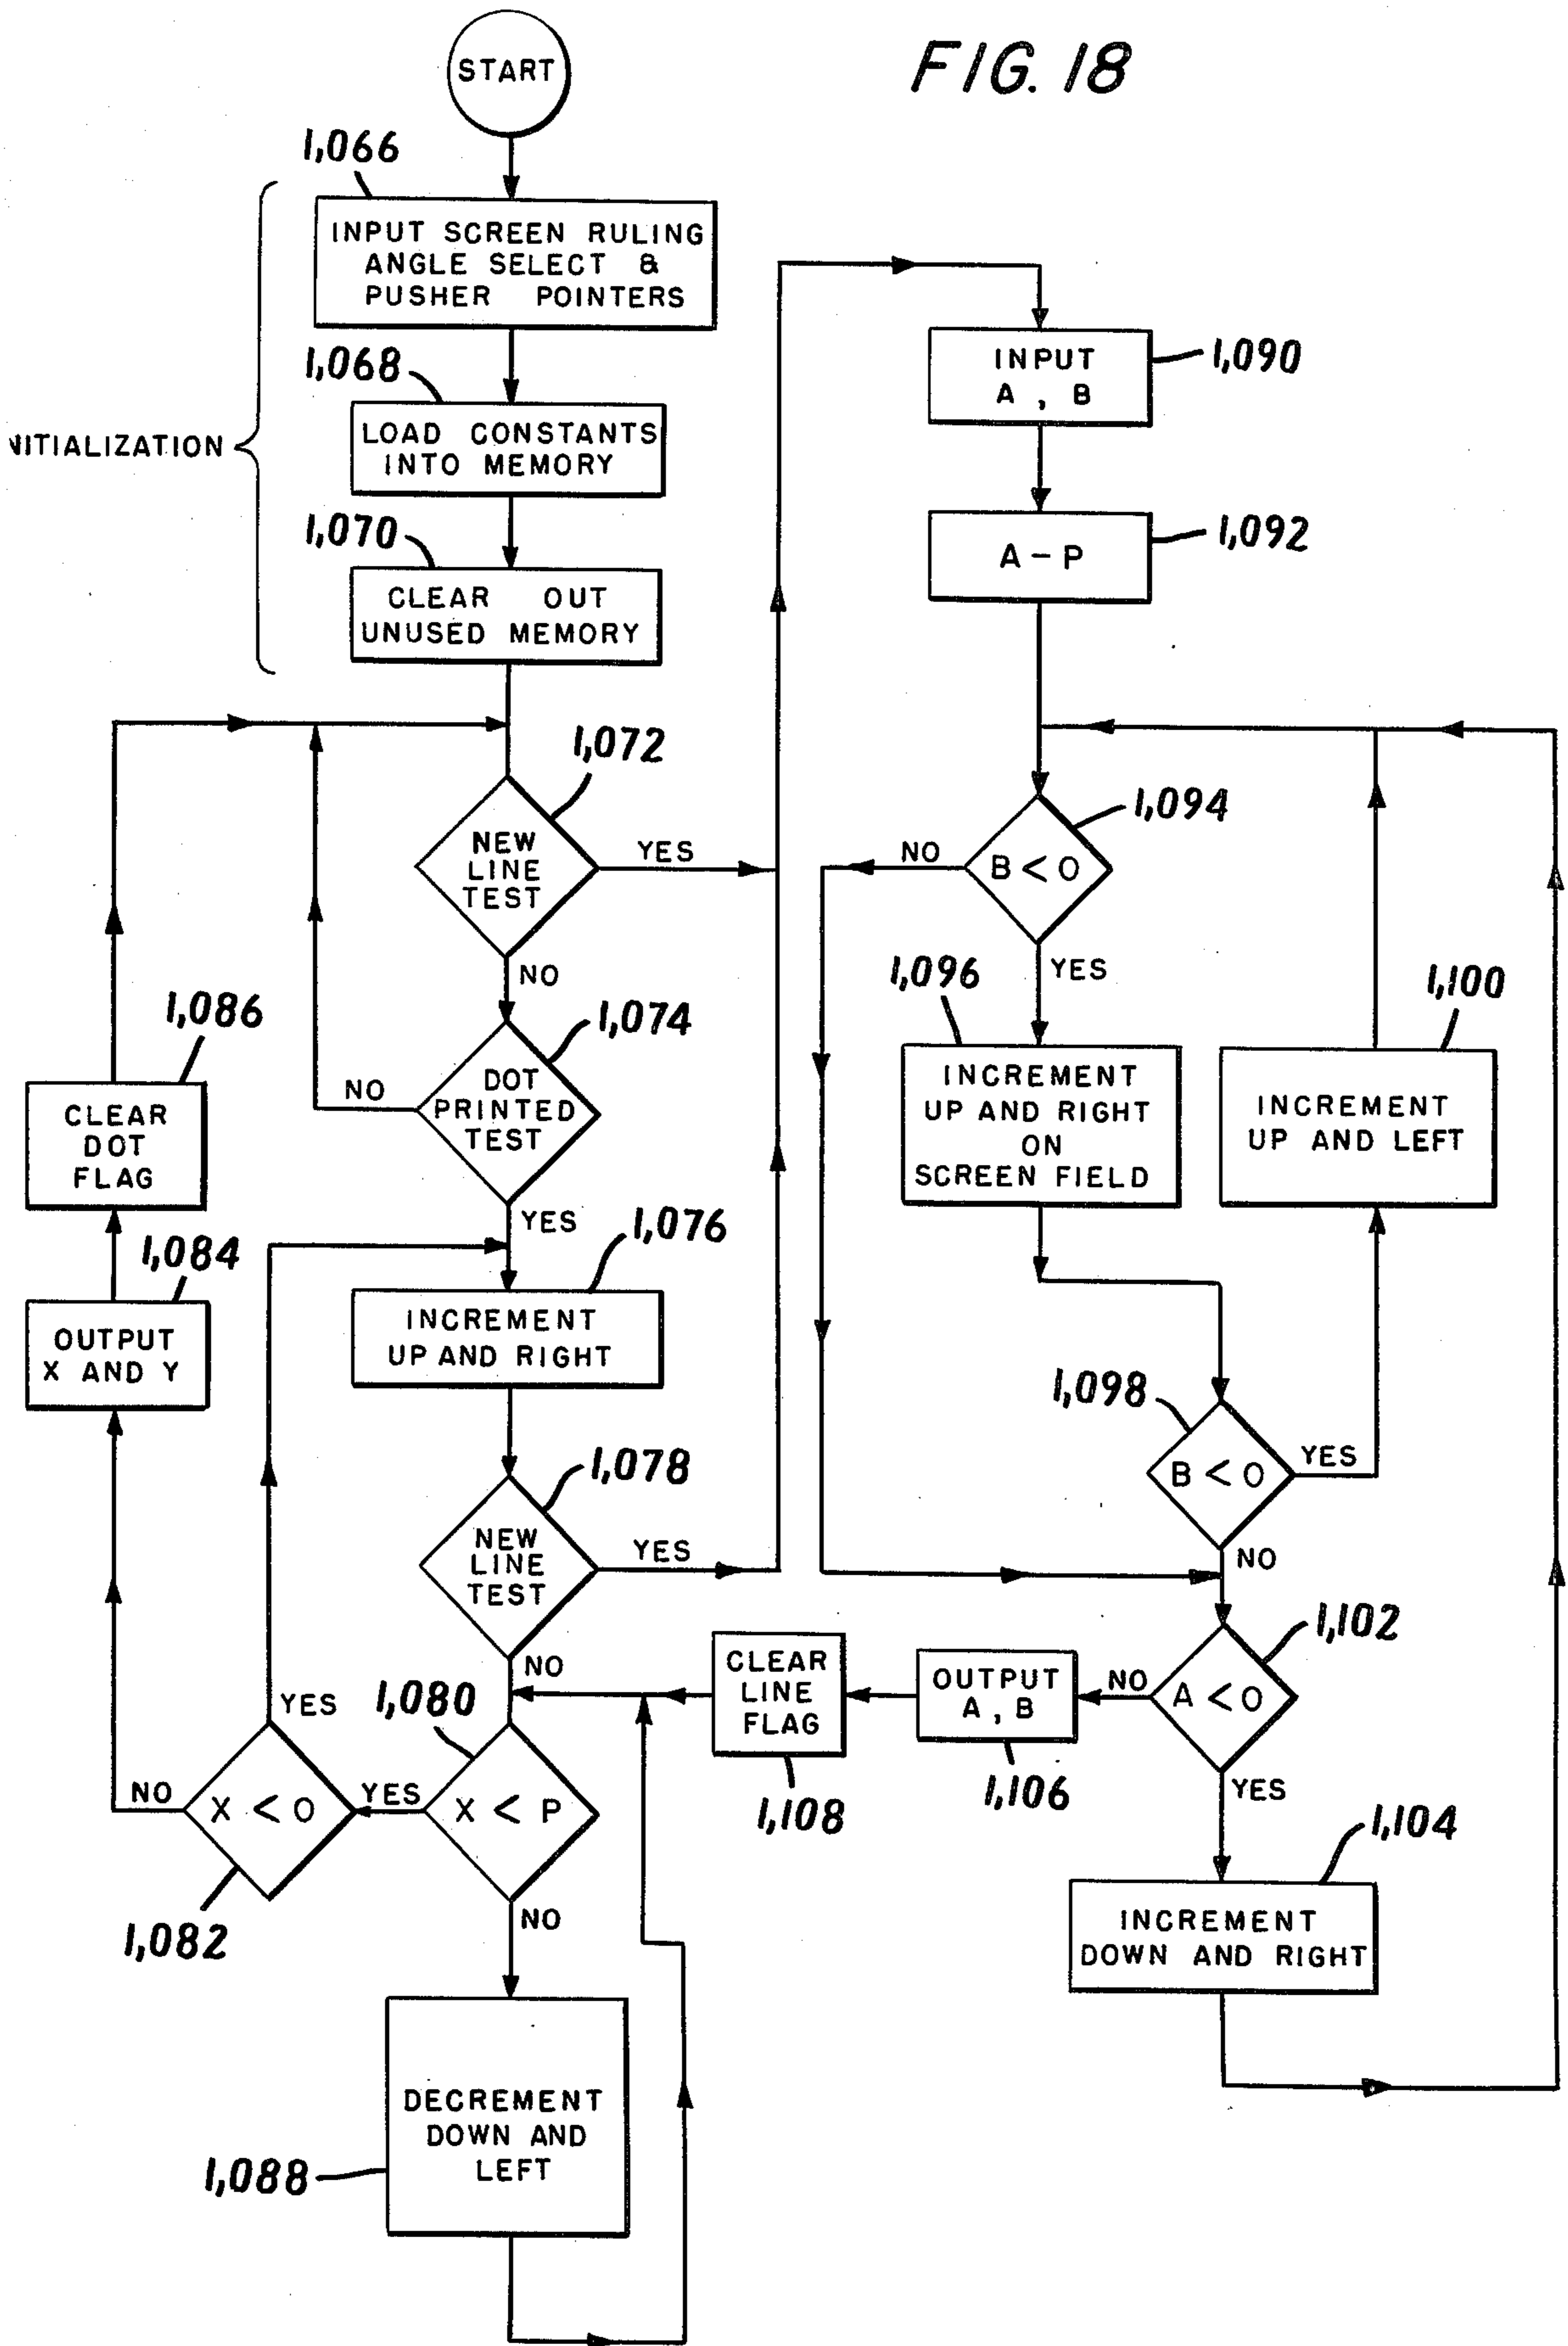 FIG. 18
START
1,066
INPUT SCREEN RULING
ANGLE SELECT &
PUSHER POINTERS
1,068
LOAD CONSTANTS
INTO MEMORY
NITIALIZATION
1,070
CLEAR OUT
UNUSED MEMORY
1,072
NEW
LINE
TEST
YES
NO
1,074
DOT
PRINTED
TEST
NO
YES
1,086
CLEAR
DOT
FLAG
1,084
OUTPUT
X AND Y
1,076
INCREMENT
UP AND RIGHT
1,078
NEW
LINE
TEST
YES
NO
1,080
X < P
YES
NO
1,082
X < 0
YES
NO
1,088
DECREMENT
DOWN AND
LEFT
1,090
INPUT
A , B
1,092
A - P
1,094
B < 0
NO
YES
1,096
INCREMENT
UP AND RIGHT
ON
SCREEN FIELD
1,100
INCREMENT
UP AND LEFT
1,098
B < 0
YES
NO
1,102
A < 0
NO
YES
1,106
OUTPUT
A , B
1,108
CLEAR
LINE
FLAG
1,104
INCREMENT
DOWN AND RIGHT